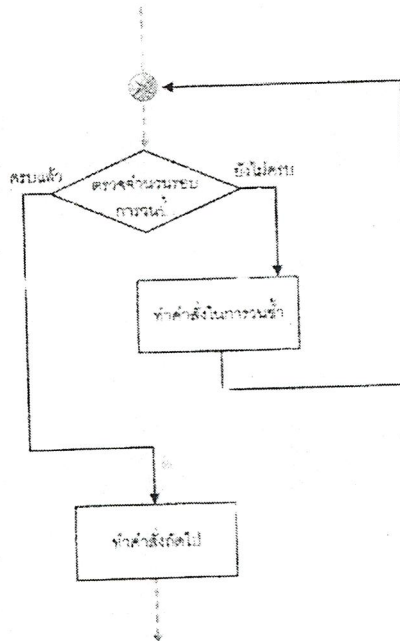 ครบแล้ว
ตรวจจำนวนรอบ
การวนซ้ำ
ยังไม่ครบ
ทำคำสั่งในการวนซ้ำ
ทำคำสั่งถัดไป